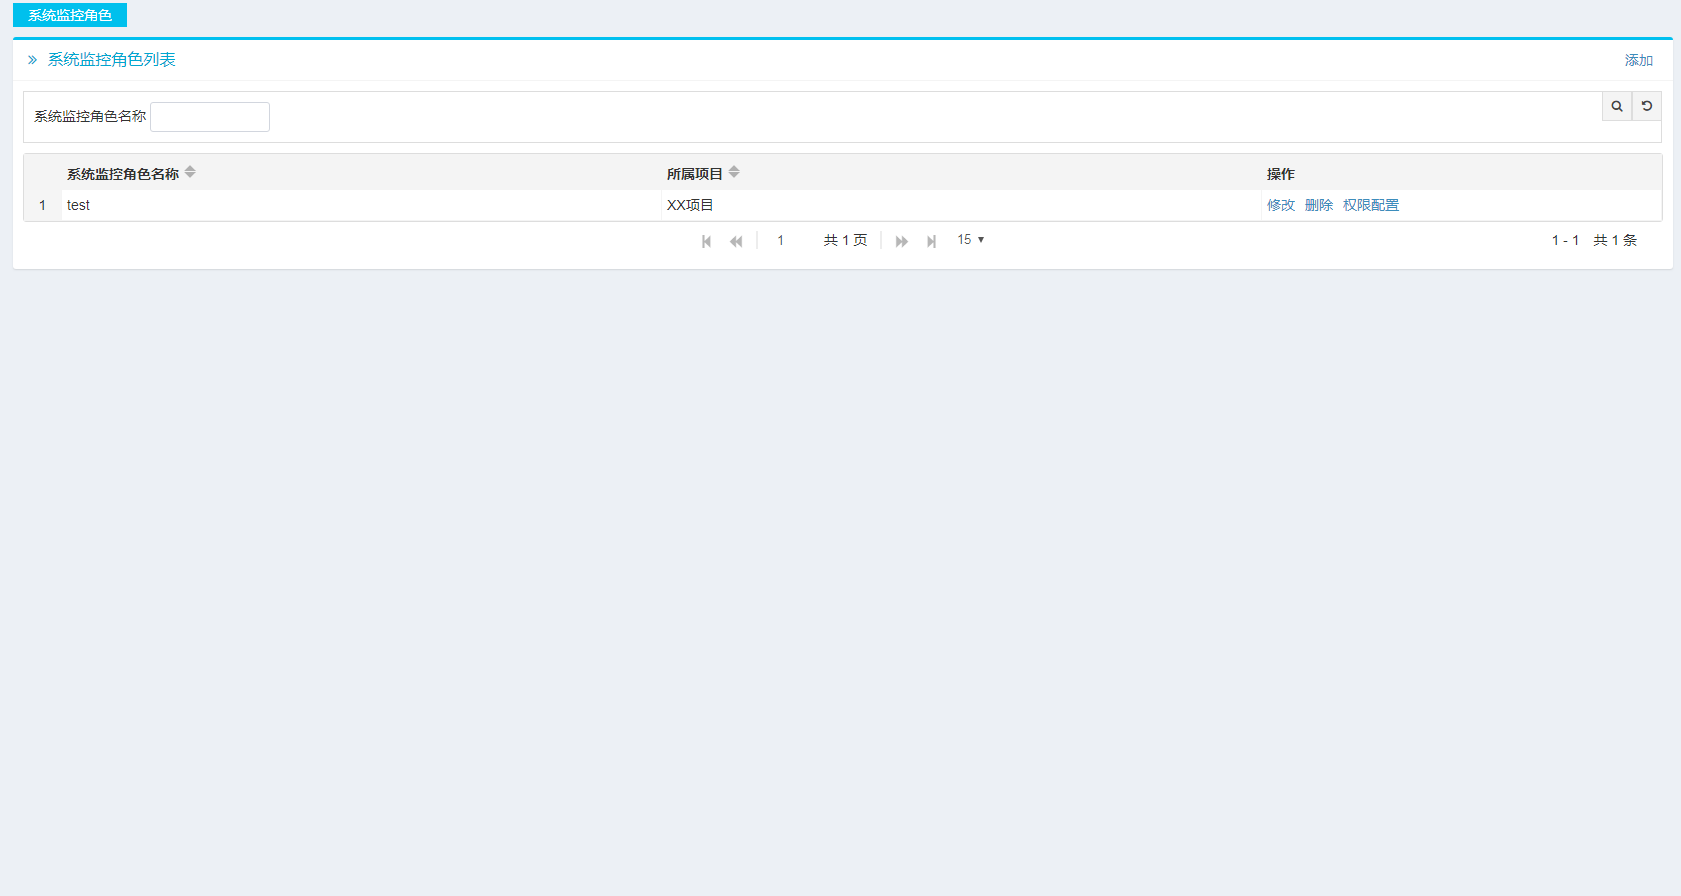 系统监控角色
» 系统监控角色列表 添加
系统监控角色名称
系统监控角色名称 所属项目 操作
1 test XX项目 修改 删除 权限配置
1 共 1 页 15 1 - 1 共 1 条